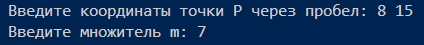 Введите координаты точки P через пробел: 8 15
Введите множитель m: 7